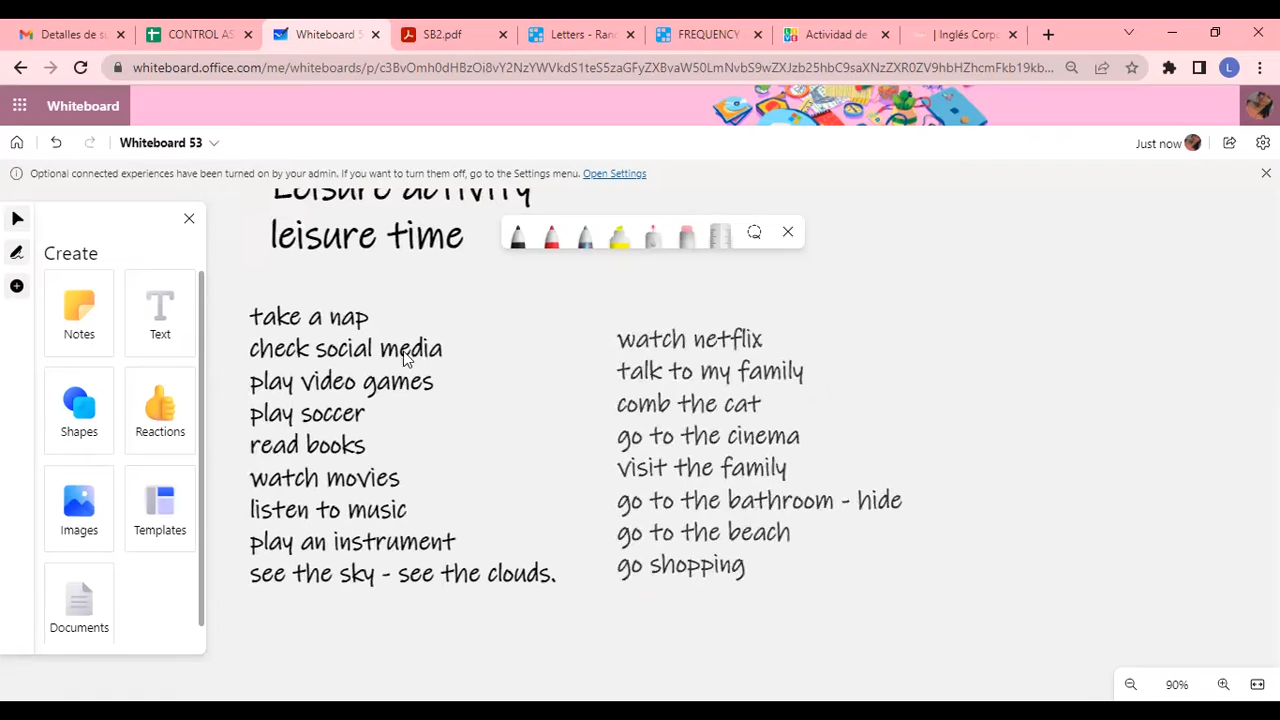 Detalles de su
CONTROL AS
Whiteboard 5
SB2.pdf
Letters - Ran
FREQUENCY
Actividad de
| Inglés Corpo
whiteboard.office.com/me/whiteboards/p/
Whiteboard
Whiteboard 53
Just now
Optional connected experiences have been turned on by your admin. If you want to turn them off, go to the Settings menu. Open Settings
Leisure activity
leisure time
Create
Notes
Text
Shapes
Reactions
Images
Templates
Documents
take a nap
check social media
play video games
play soccer
read books
watch movies
listen to music
play an instrument
see the sky - see the clouds.
watch netflix
talk to my family
comb the cat
go to the cinema
visit the family
go to the bathroom - hide
go to the beach
go shopping
90%